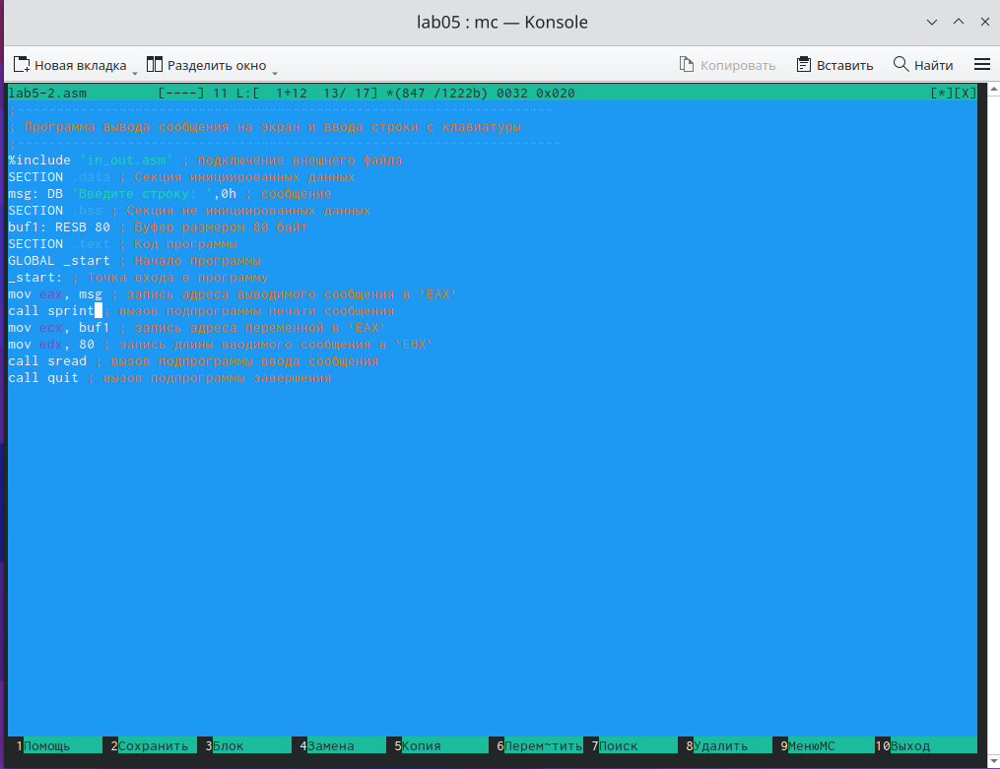 lab05 : mc — Konsole
Новая вкладка Разделить окно Копировать Вставить Найти
lab5-2.asm [----] 11 L:[ 1+12 13/ 17] *(847 /1222b) 0032 0x020 [*][X]
;--------------------------------------------------------------------
; Программа вывода сообщения на экран и ввода строки с клавиатуры
;---------------------------------------------------------------------
%include 'in_out.asm' ; подключение внешнего файла
SECTION .data ; Секция инициированных данных
msg: DB 'Введите строку: ',0h ; сообщение
SECTION .bss ; Секция не инициированных данных
buf1: RESB 80 ; Буфер размером 80 байт
SECTION .text ; Код программы
GLOBAL _start ; Начало программы
_start: ; Точка входа в программу
mov eax, msg ; запись адреса выводимого сообщения в `EAX`
call sprint ; вызов подпрограммы печати сообщения
mov ecx, buf1 ; запись адреса переменной в `EAX`
mov edx, 80 ; запись длины вводимого сообщения в `EBX`
call sread ; вызов подпрограммы ввода сообщения
call quit ; вызов подпрограммы завершения
1Помощь 2Сохранить 3Блок 4Замена 5Копия 6Перем~тить 7Поиск 8Удалить 9МенюMC 10Выход